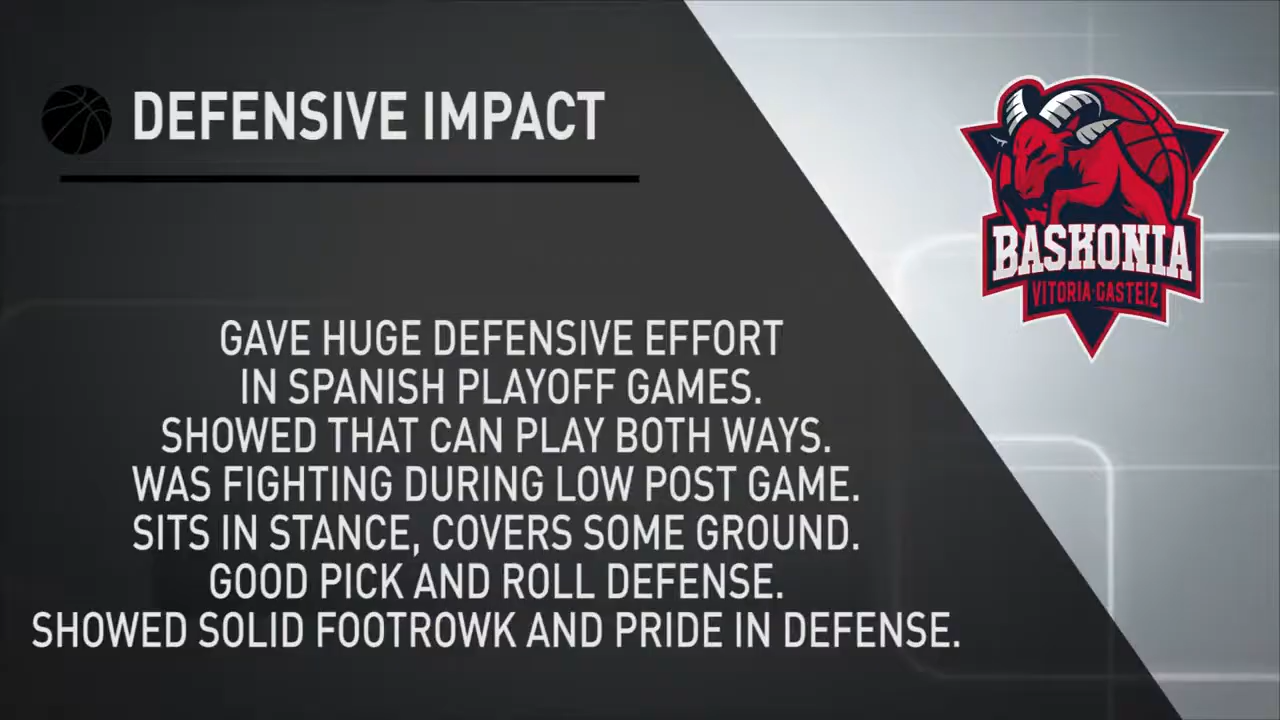 DEFENSIVE IMPACT
BASKONIA
VITORIA-GASTEIZ
GAVE HUGE DEFENSIVE EFFORT
IN SPANISH PLAYOFF GAMES.
SHOWED THAT CAN PLAY BOTH WAYS.
WAS FIGHTING DURING LOW POST GAME.
SITS IN STANCE, COVERS SOME GROUND.
GOOD PICK AND ROLL DEFENSE.
SHOWED SOLID FOOTROWK AND PRIDE IN DEFENSE.